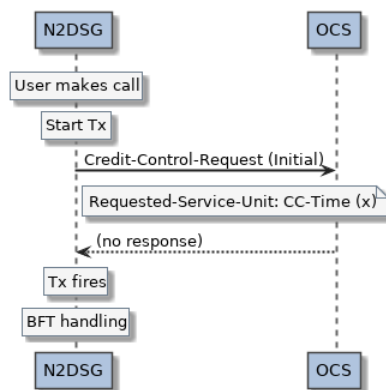 N2DSG OCS
User makes call
Start Tx
Credit-Control-Request (Initial)
Requested-Service-Unit: CC-Time (x)
(no response)
Tx fires
BFT handling
N2DSG OCS